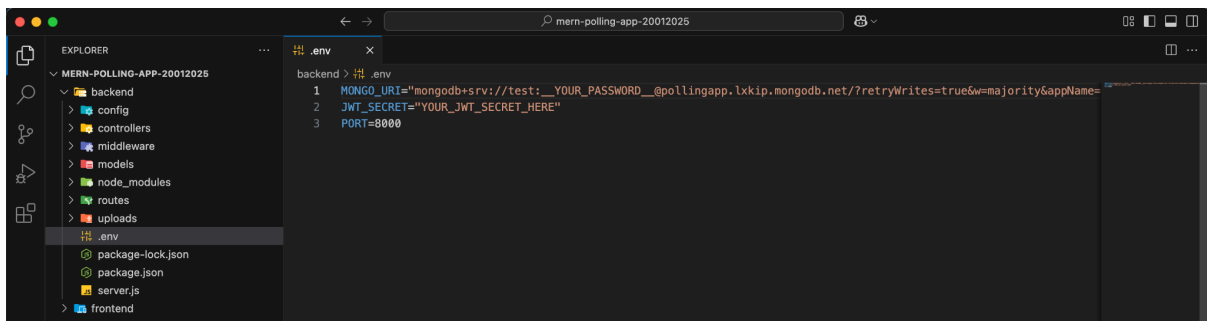 mern-polling-app-20012025
EXPLORER
.env
MERN-POLLING-APP-20012025
backend > .env
backend
config
controllers
middleware
models
node_modules
routes
uploads
.env
package-lock.json
package.json
server.js
frontend
1 MONGO_URI="mongodb+srv://test:__YOUR_PASSWORD__@pollingapp.lxkip.mongodb.net/?retryWrites=true&w=majority&appName=
2 JWT_SECRET="YOUR_JWT_SECRET_HERE"
3 PORT=8000